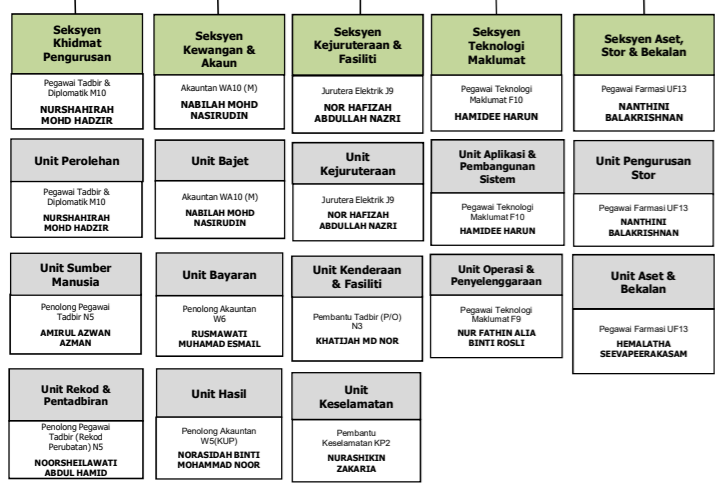 Seksyen
Khidmat
Pengurusan
Pegawai Tadbir &
Diplomatik M10
NURSHAHIRAH
MOHD HADZIR
Seksyen
Kewangan &
Akaun
Akauntan WA10 (M)
NABILAH MOHD
NASIRUDIN
Seksyen
Kejuruteraan &
Fasiliti
Jurutera Elektrik J9
NOR HAFIZAH
ABDULLAH NAZRI
Seksyen
Teknologi
Maklumat
Pegawai Teknologi
Maklumat F10
HAMIDEE HARUN
Seksyen Aset,
Stor & Bekalan
Pegawai Farmasi UF13
NANTHINI
BALAKRISHNAN
Unit Perolehan
Pegawai Tadbir &
Diplomatik M10
NURSHAHIRAH
MOHD HADZIR
Unit Bajet
Akauntan WA10 (M)
NABILAH MOHD
NASIRUDIN
Unit
Kejuruteraan
Jurutera Elektrik J9
NOR HAFIZAH
ABDULLAH NAZRI
Unit Aplikasi &
Pembangunan
Sistem
Pegawai Teknologi
Maklumat F10
HAMIDEE HARUN
Unit Pengurusan
Stor
Pegawai Farmasi UF13
NANTHINI
BALAKRISHNAN
Unit Sumber
Manusia
Penolong Pegawai
Tadbir N5
AMIRUL AZWAN
AZMAN
Unit Bayaran
Penolong Akauntan
W6
RUSMAWATI
MUHAMAD ESMAIL
Unit Kenderaan
& Fasiliti
Pembantu Tadbir (P/O)
N3
KHATIJAH MD NOR
Unit Operasi &
Penyelenggaraan
Pegawai Teknologi
Maklumat F9
NUR FATHIN ALIA
BINTI ROSLI
Unit Aset &
Bekalan
Pegawai Farmasi UF13
HEMALATHA
SEEVAPEERAKASAM
Unit Rekod &
Pentadbiran
Penolong Pegawai
Tadbir (Rekod
Perubatan) N5
NOORSHEILAWATI
ABDUL HAMID
Unit Hasil
Penolong Akauntan
W5(KUP)
NORASIDAH BINTI
MOHAMMAD NOOR
Unit
Keselamatan
Pembantu
Keselamatan KP2
NURASHIKIN
ZAKARIA